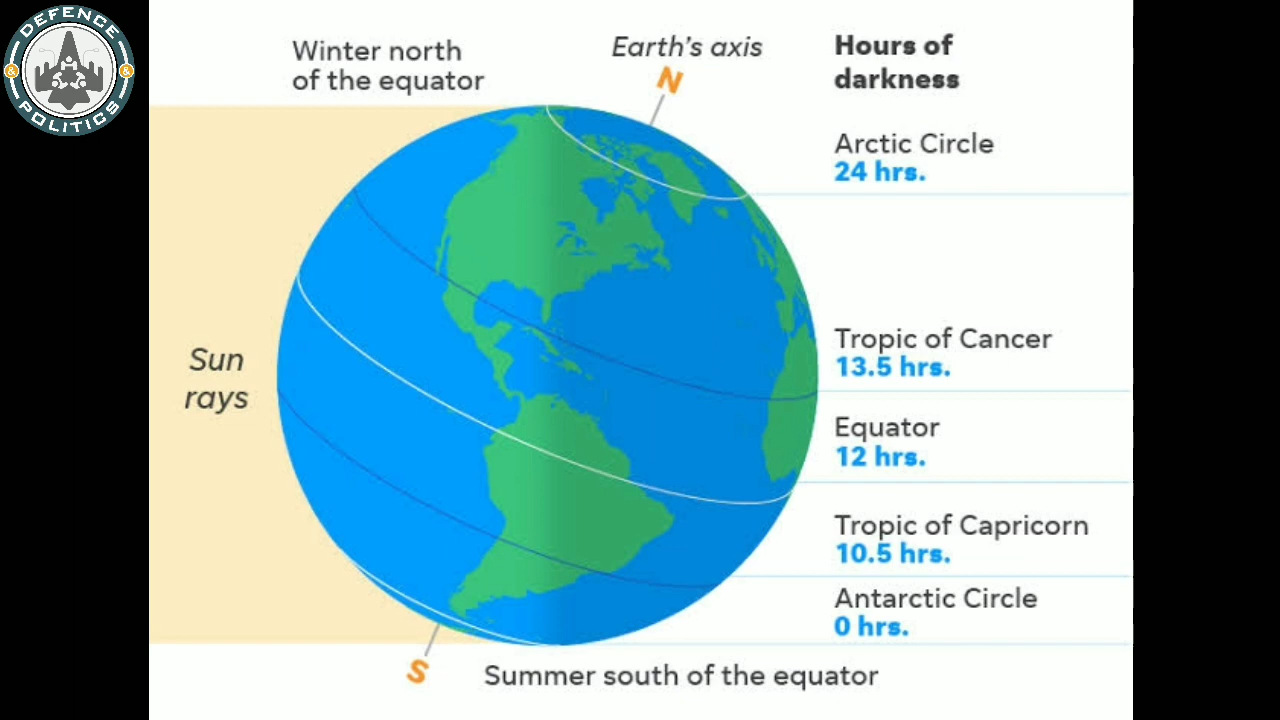 DEFENCE
& &
POLITICS
Winter north
of the equator
Earth's axis
N
Hours of
darkness
Arctic Circle
24 hrs.
Sun
rays
Tropic of Cancer
13.5 hrs.
Equator
12 hrs.
Tropic of Capricorn
10.5 hrs.
Antarctic Circle
0 hrs.
S
Summer south of the equator